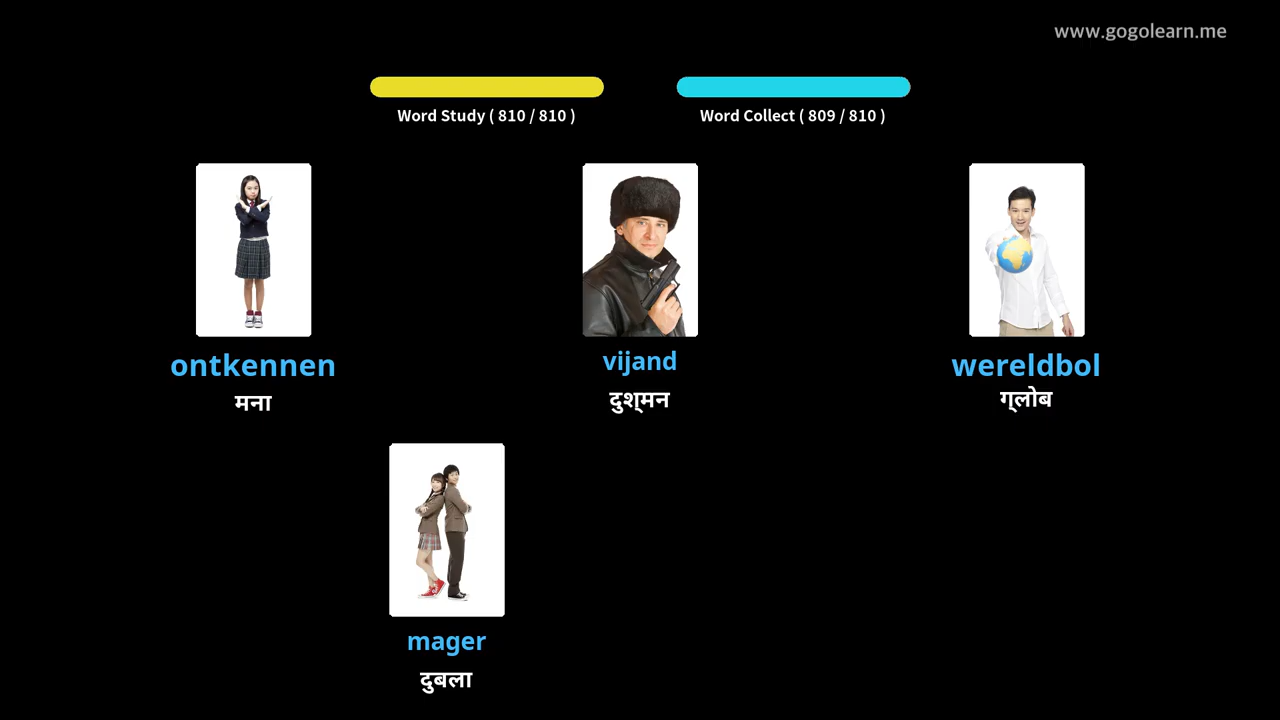 www.gogolearn.me
Word Study ( 810 / 810 )
Word Collect ( 809 / 810 )
ontkennen
मना
vijand
दुश्मन
wereldbol
ग्लोब
mager
दुबला